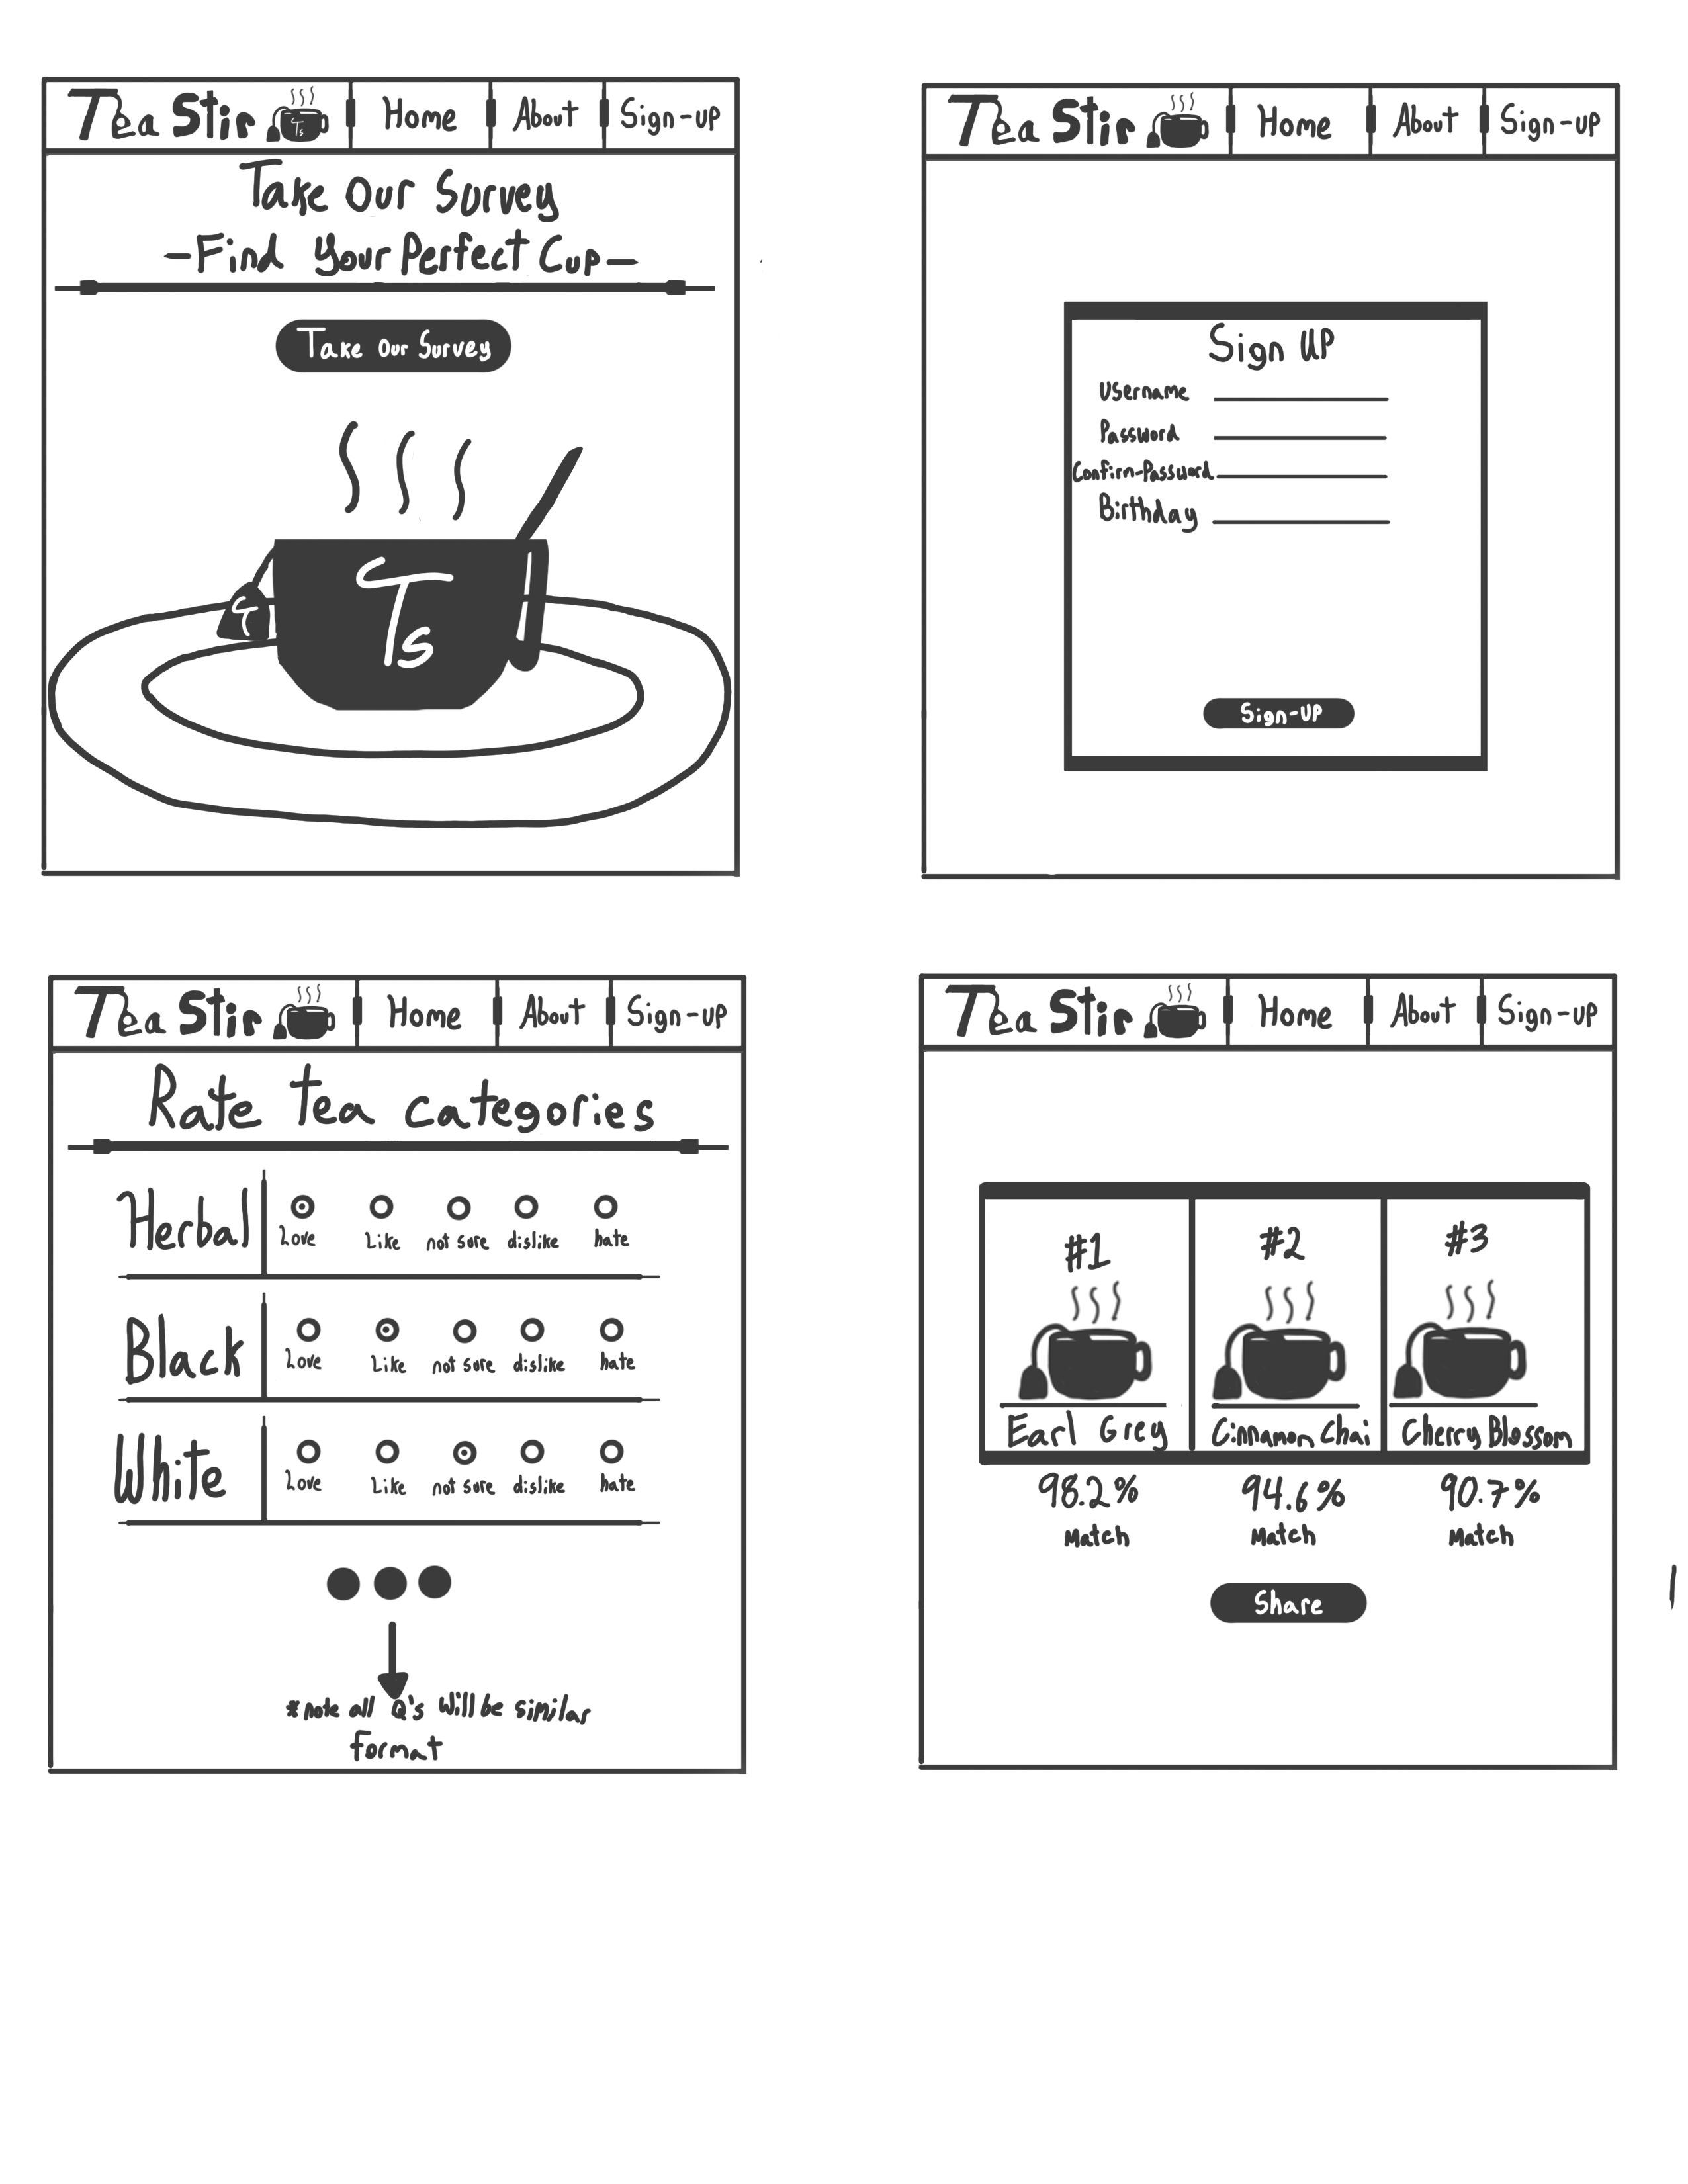 Tea Stir Ts Home About Sign-up
Take Our Survey
-Find Your Perfect Cup-
Take Our Survey
Ts
T
Tea Stir Home About Sign-up
Sign UP
Username
Password
Confirn-Password
Birthday
Sign-UP
Tea Stir Home About Sign-up
Rate tea categories
Herbal
Love Like not sure dislike hate
Black
Love Like not sure dislike hate
White
Love Like not sure dislike hate
*note all Q's will be similar
format
Tea Stir Home About Sign-up
#1 #2 #3
Earl Grey Cinnamon Chai Cherry Blossom
98.2% 94.6% 90.7%
Match Match Match
Share